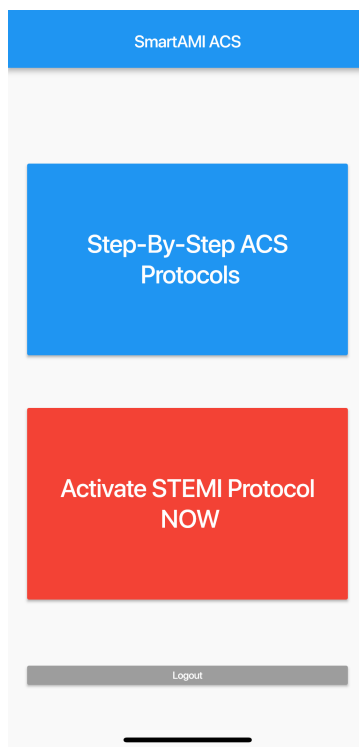 SmartAMI ACS
Step-By-Step ACS
Protocols
Activate STEMI Protocol
NOW
Logout